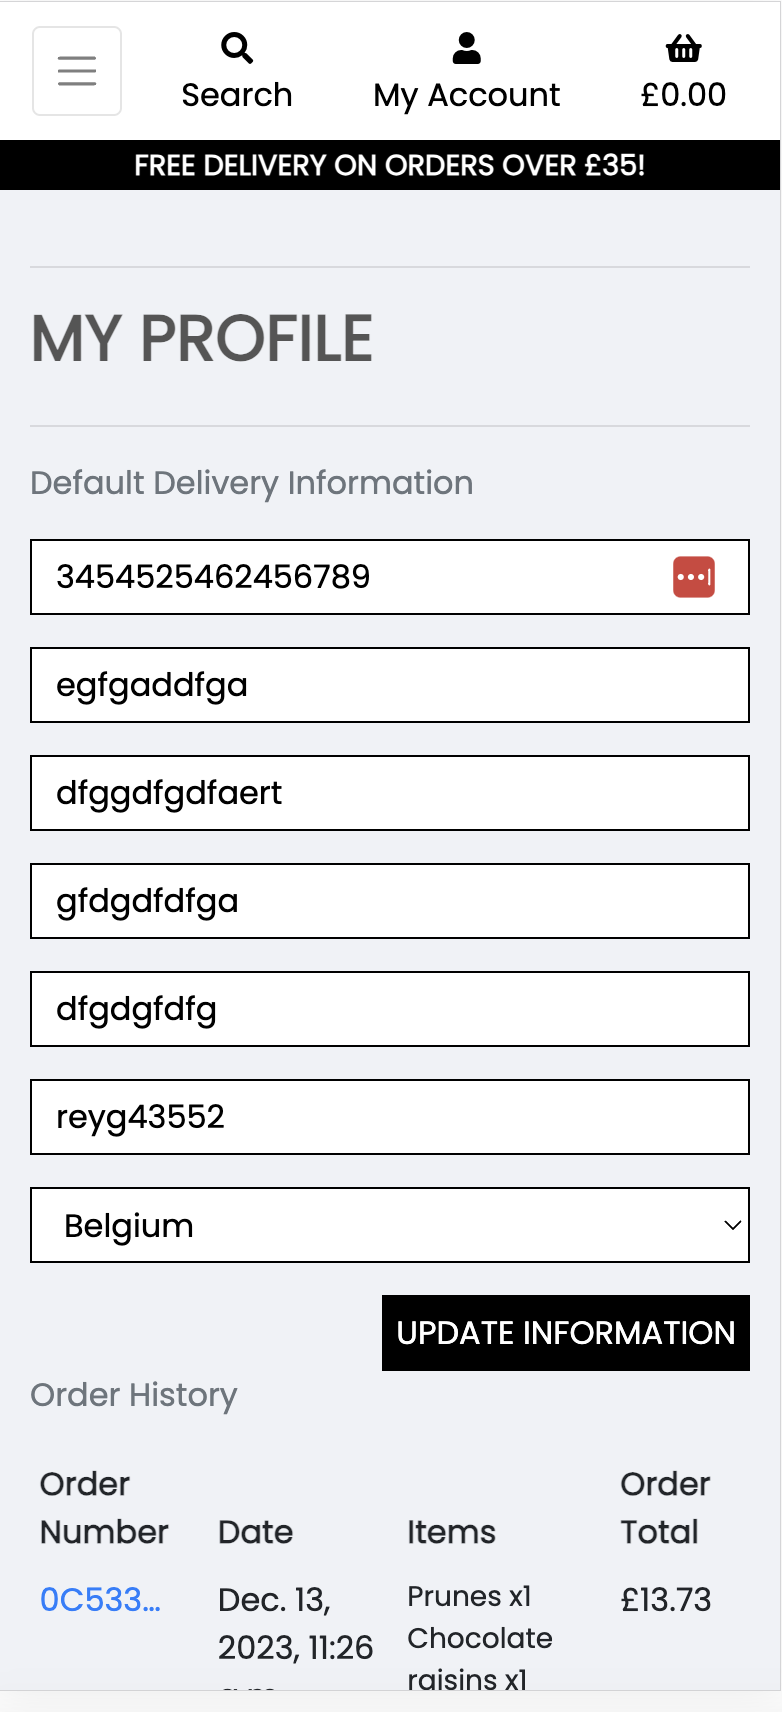 Search My Account £0.00
FREE DELIVERY ON ORDERS OVER £35!
MY PROFILE
Default Delivery Information
3454525462456789
egfgaddfga
dfggdfgdfaert
gfdgdfdfga
dfgdgfdfg
reyg43552
Belgium
UPDATE INFORMATION
Order History
Order Number Date Items Order Total
0C533... Dec. 13, 2023, 11:26 Prunes x1 £13.73
Chocolate
raisins x1